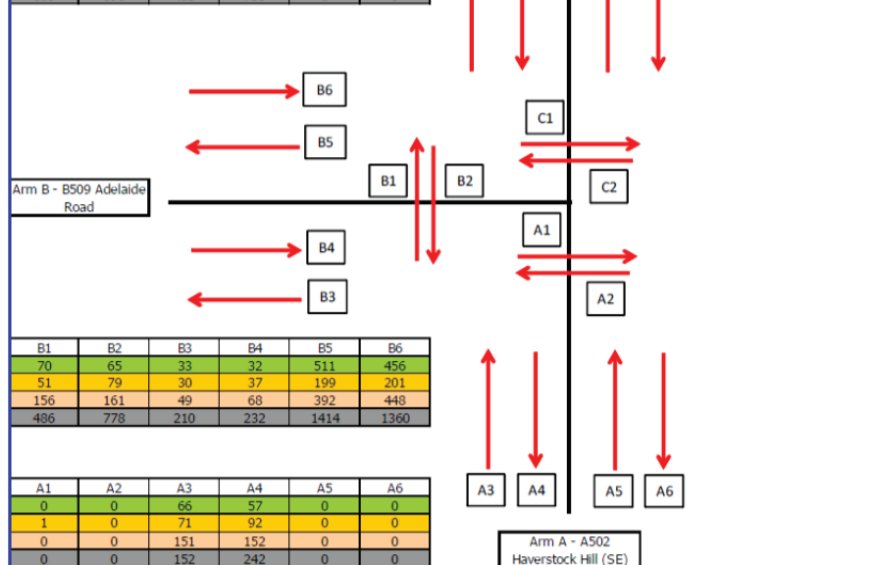 B6
C1
B5
B1
B2
Arm B - B509 Adelaide
Road
C2
A1
B4
B3
A2
B1 B2 B3 B4 B5 B6
70 65 33 32 511 456
51 79 30 37 199 201
156 161 49 68 392 448
486 778 210 232 1414 1360
A3 A4 A5 A6
A1 A2 A3 A4 A5 A6
0 0 66 57 0 0
1 0 71 92 0 0
0 0 151 152 0 0
0 0 152 242 0 0
Arm A - A502
Haverstock Hill (SE)